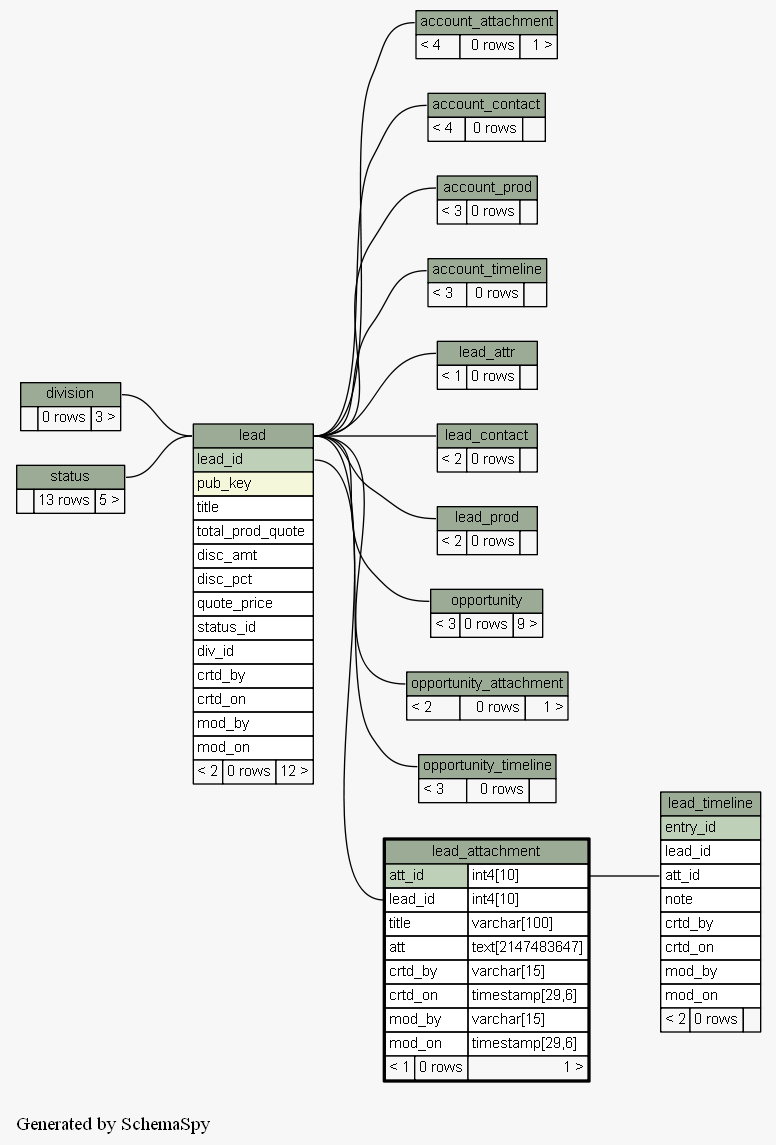 account_attachment
< 4 0 rows 1 >
account_contact
< 4 0 rows
account_prod
< 3 0 rows
account_timeline
< 3 0 rows
lead_attr
< 1 0 rows
division
0 rows 3 >
status
13 rows 5 >
lead
lead_id
pub_key
title
total_prod_quote
disc_amt
disc_pct
quote_price
status_id
div_id
crtd_by
crtd_on
mod_by
mod_on
< 2 0 rows 12 >
lead_contact
< 2 0 rows
lead_prod
< 2 0 rows
opportunity
< 3 0 rows 9 >
opportunity_attachment
< 2 0 rows 1 >
opportunity_timeline
< 3 0 rows
lead_attachment
att_id int4[10]
lead_id int4[10]
title varchar[100]
att text[2147483647]
crtd_by varchar[15]
crtd_on timestamp[29,6]
mod_by varchar[15]
mod_on timestamp[29,6]
< 1 0 rows 1 >
lead_timeline
entry_id
lead_id
att_id
note
crtd_by
crtd_on
mod_by
mod_on
< 2 0 rows
Generated by SchemaSpy